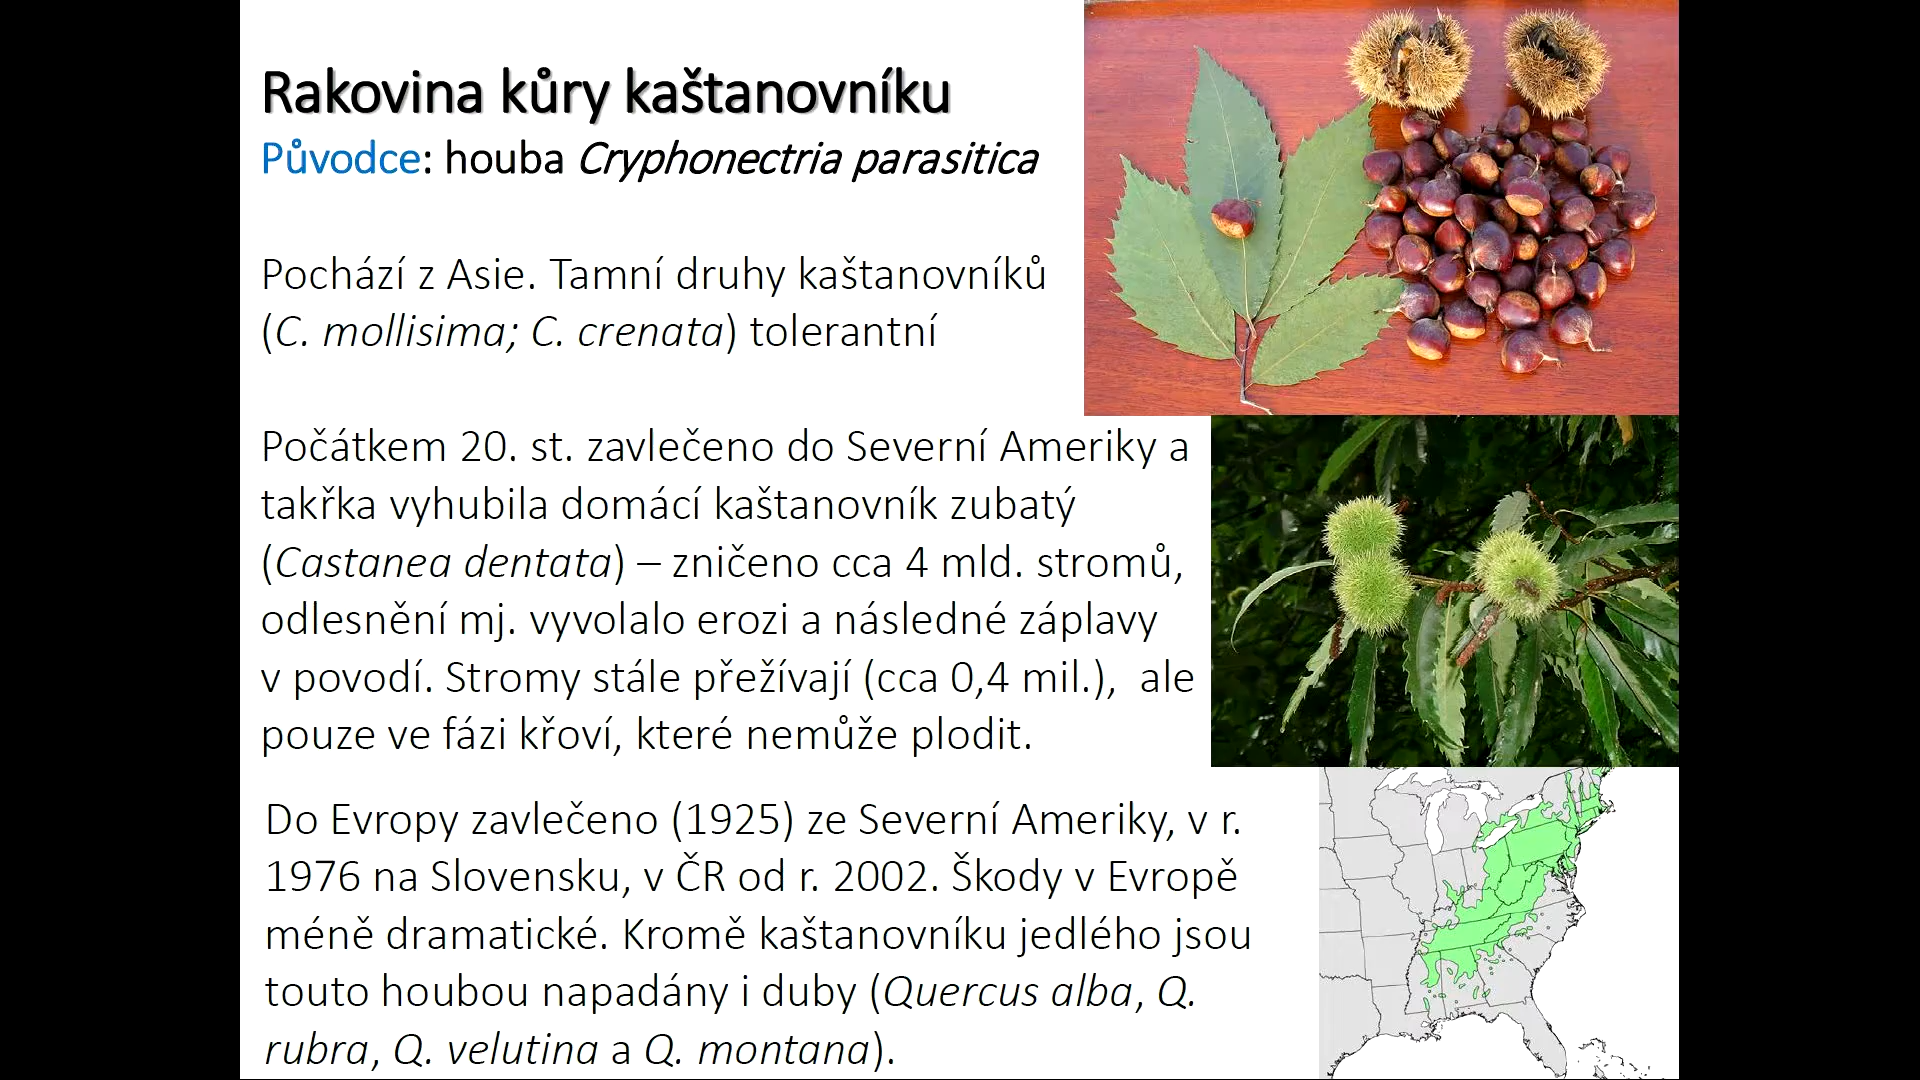 Rakovina kůry kaštanovníku
Původce: houba Cryphonectria parasitica
Pochází z Asie. Tamní druhy kaštanovníků
(C. mollisima; C. crenata) tolerantní
Počátkem 20. st. zavlečeno do Severní Ameriky a
takřka vyhubila domácí kaštanovník zubatý
(Castanea dentata) – zničeno cca 4 mld. stromů,
odlesnění mj. vyvolalo erozi a následné záplavy
v povodí. Stromy stále přežívají (cca 0,4 mil.), ale
pouze ve fázi křoví, které nemůže plodit.
Do Evropy zavlečeno (1925) ze Severní Ameriky, v r.
1976 na Slovensku, v ČR od r. 2002. Škody v Evropě
méně dramatické. Kromě kaštanovníku jedlého jsou
touto houbou napadány i duby (Quercus alba, Q.
rubra, Q. velutina a Q. montana).